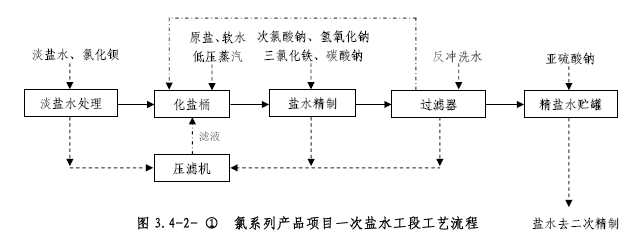 原盐、软水
次氯酸钠、氢氧化钠
淡盐水、氯化钡
低压蒸汽
三氯化铁、碳酸钠
反冲洗水
亚硫酸钠
淡盐水处理
化盐桶
盐水精制
过滤器
精盐水贮罐
滤液
压滤机
图 3.4-2- ① 氯系列产品项目一次盐水工段工艺流程
盐水去二次精制